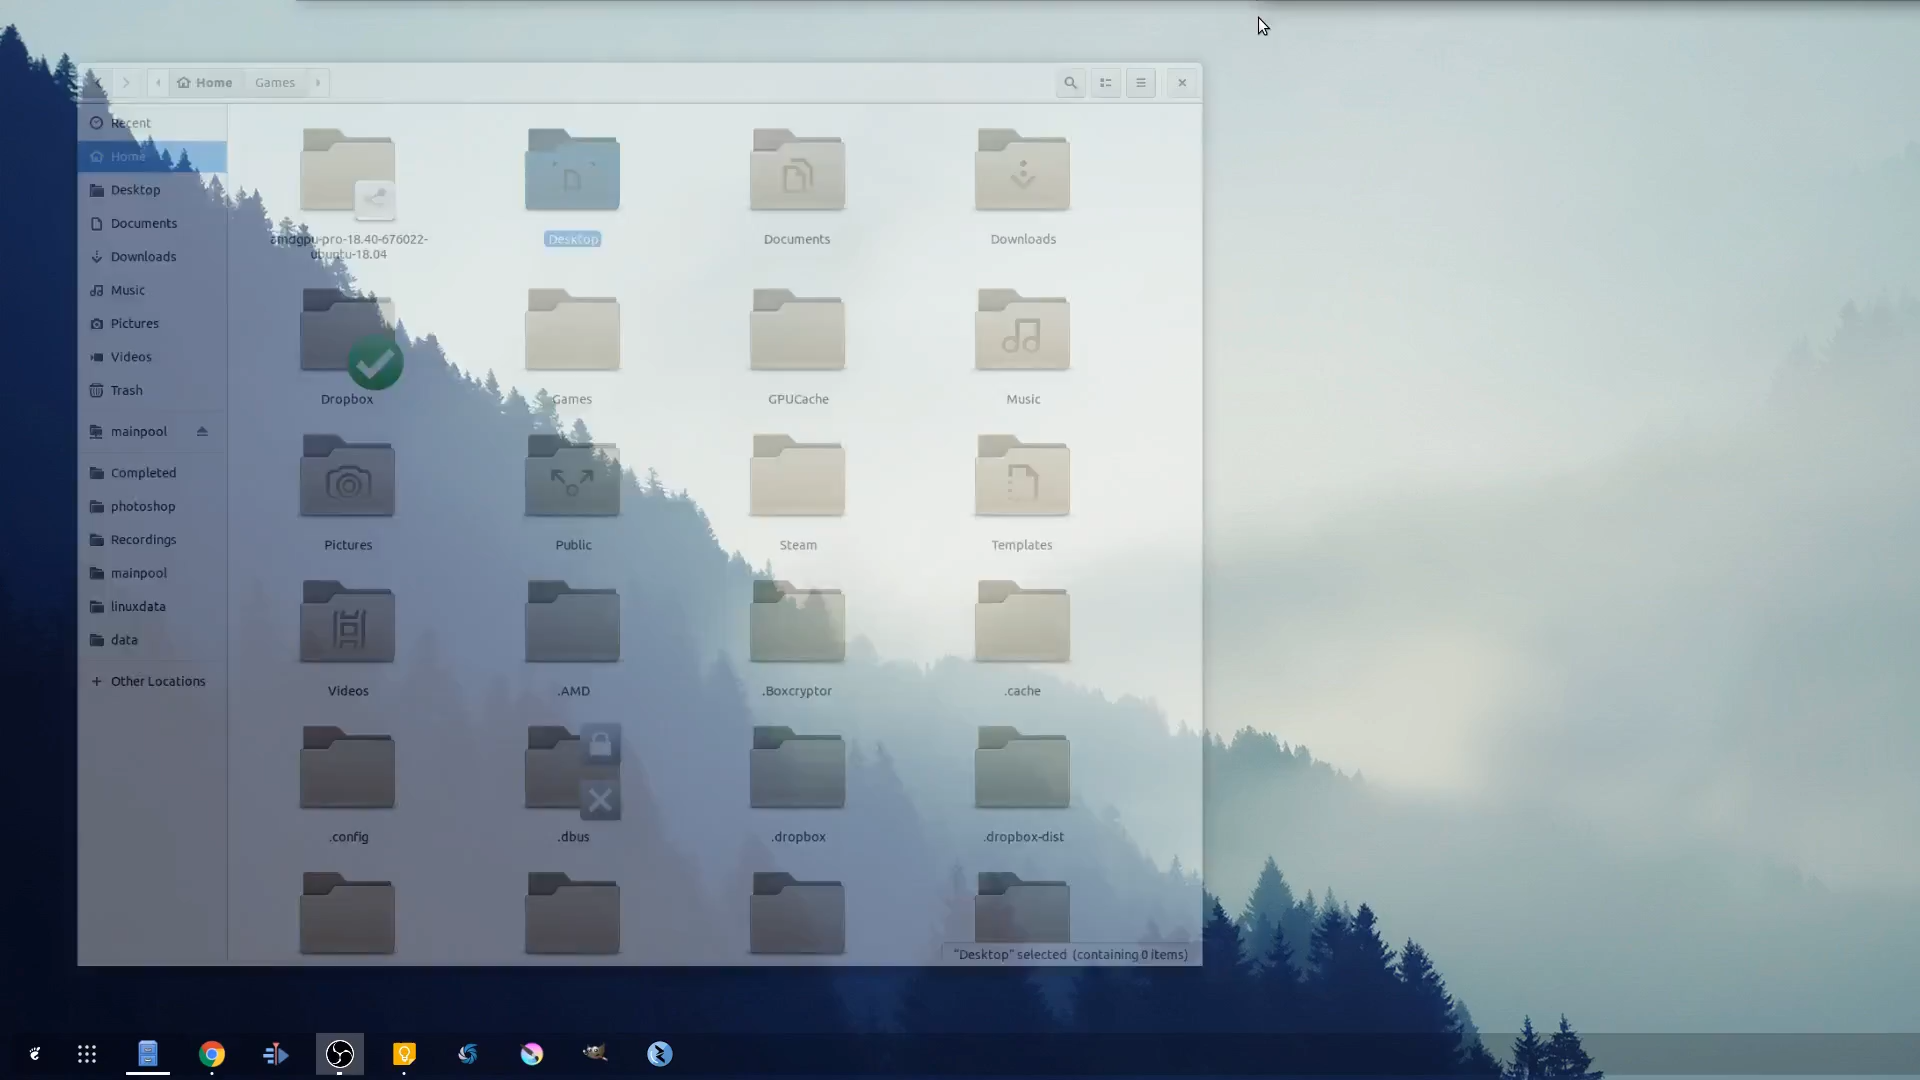 Home Games
Recent
Home
Desktop
Documents
Downloads
Music
Pictures
Videos
Trash
mainpool
Completed
photoshop
Recordings
mainpool
linuxdata
data
Other Locations
amdgpu-pro-18.40-676022-
ubuntu-18.04
Desktop
Documents
Downloads
Dropbox
Games
GPUCache
Music
Pictures
Public
Steam
Templates
Videos
.AMD
.Boxcryptor
.cache
.config
.dbus
.dropbox
.dropbox-dist
"Desktop" selected (containing 0 items)